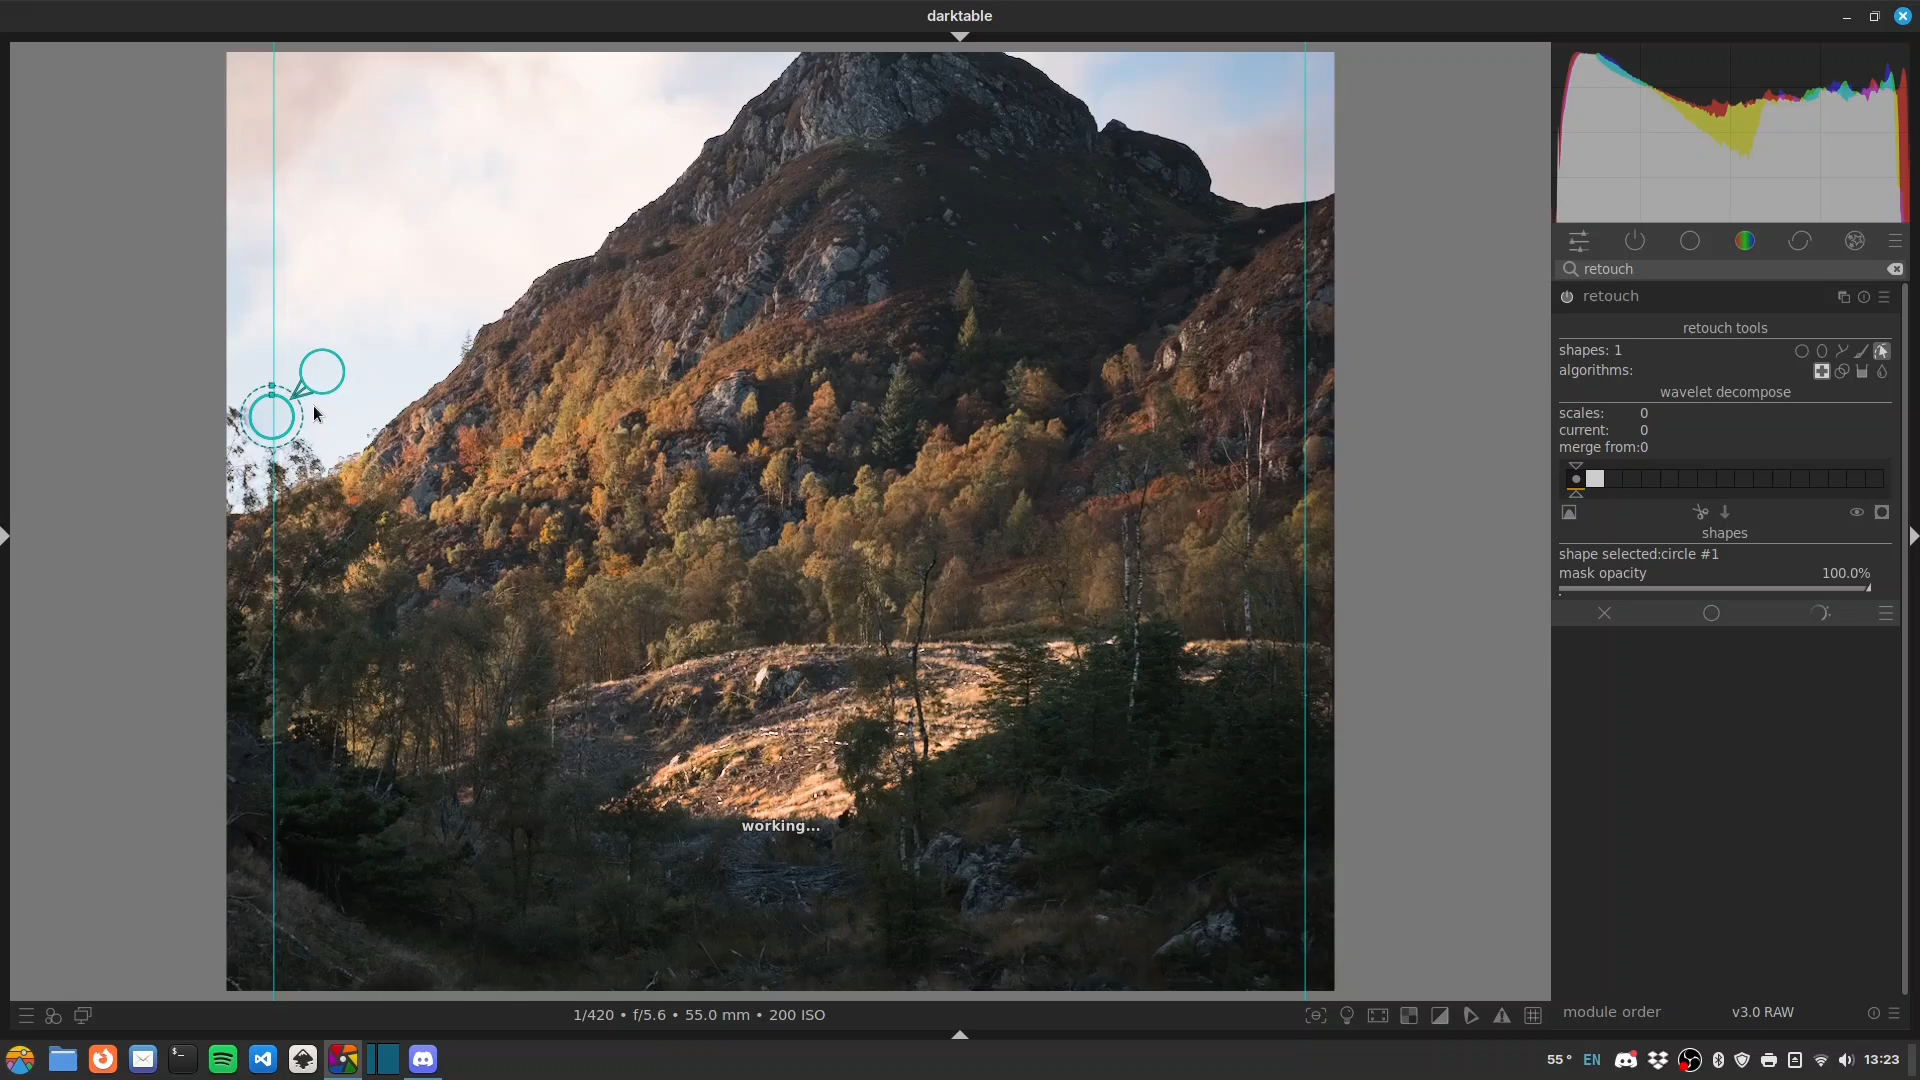 darktable
retouch
retouch
retouch tools
shapes: 1
algorithms:
wavelet decompose
scales: 0
current: 0
merge from:0
shapes
shape selected:circle #1
mask opacity 100.0%
working...
1/420 • f/5.6 • 55.0 mm • 200 ISO
module order v3.0 RAW
55 ° EN 13:23